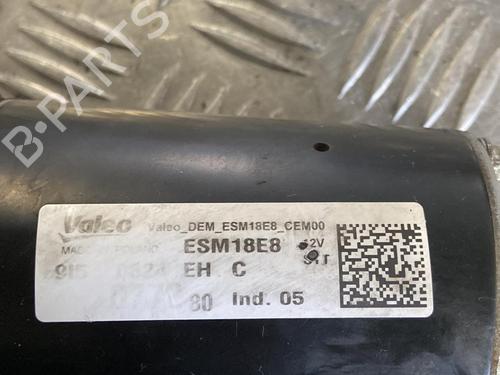 B-PARTS
Valeo Valeo_DEM_ESM18E8_CEM00
ESM18E8 12V
EH C
80 Ind. 05